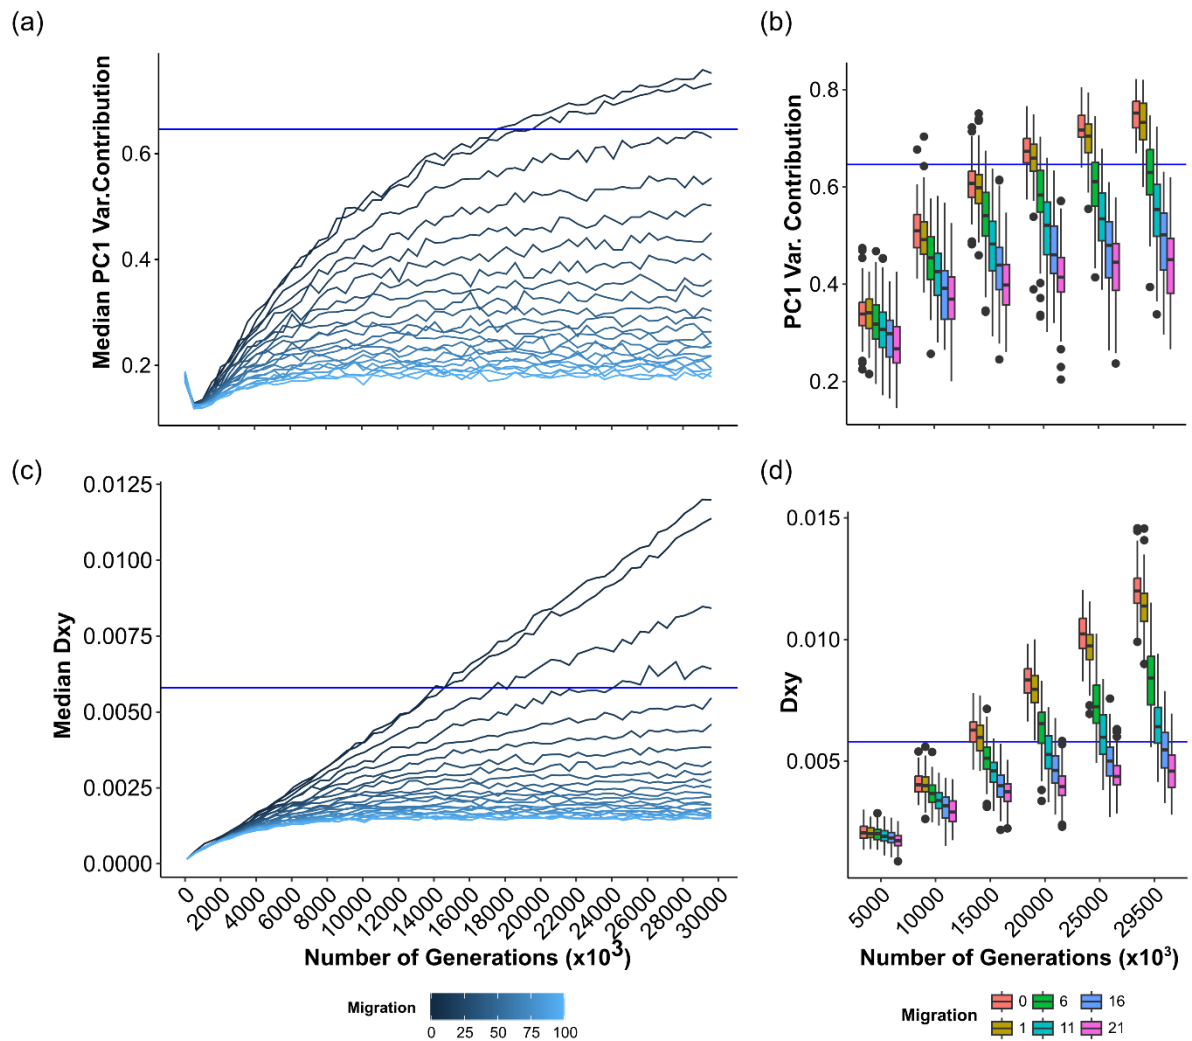 (a)
Median PC1 Var.Contribution
0.6
0.4
0.2
(b)
PC1 Var. Contribution
0.8
0.6
0.4
0.2
(c)
Median Dxy
0.0125
0.0100
0.0075
0.0050
0.0025
0.0000
0 2000 4000 6000 8000 10000 12000 14000 16000 18000 20000 22000 24000 26000 28000 30000
Number of Generations (x10³)
Migration
0 25 50 75 100
(d)
Dxy
0.015
0.010
0.005
5000 10000 15000 20000 25000 29500
Number of Generations (x10³)
Migration
0 6 16
1 11 21